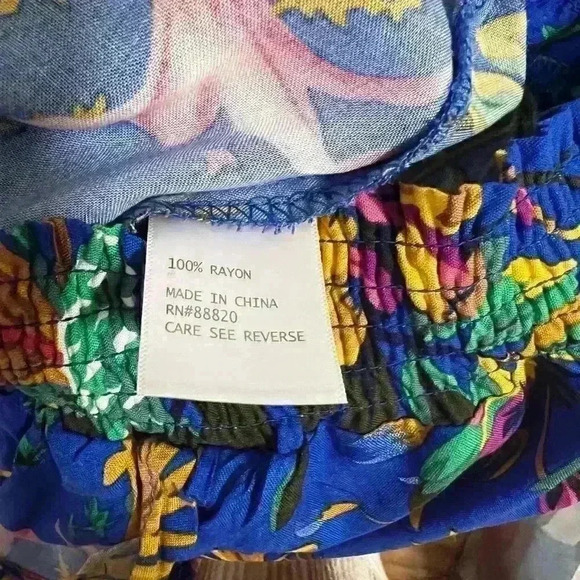 100% RAYON
MADE IN CHINA
RN#88820
CARE SEE REVERSE